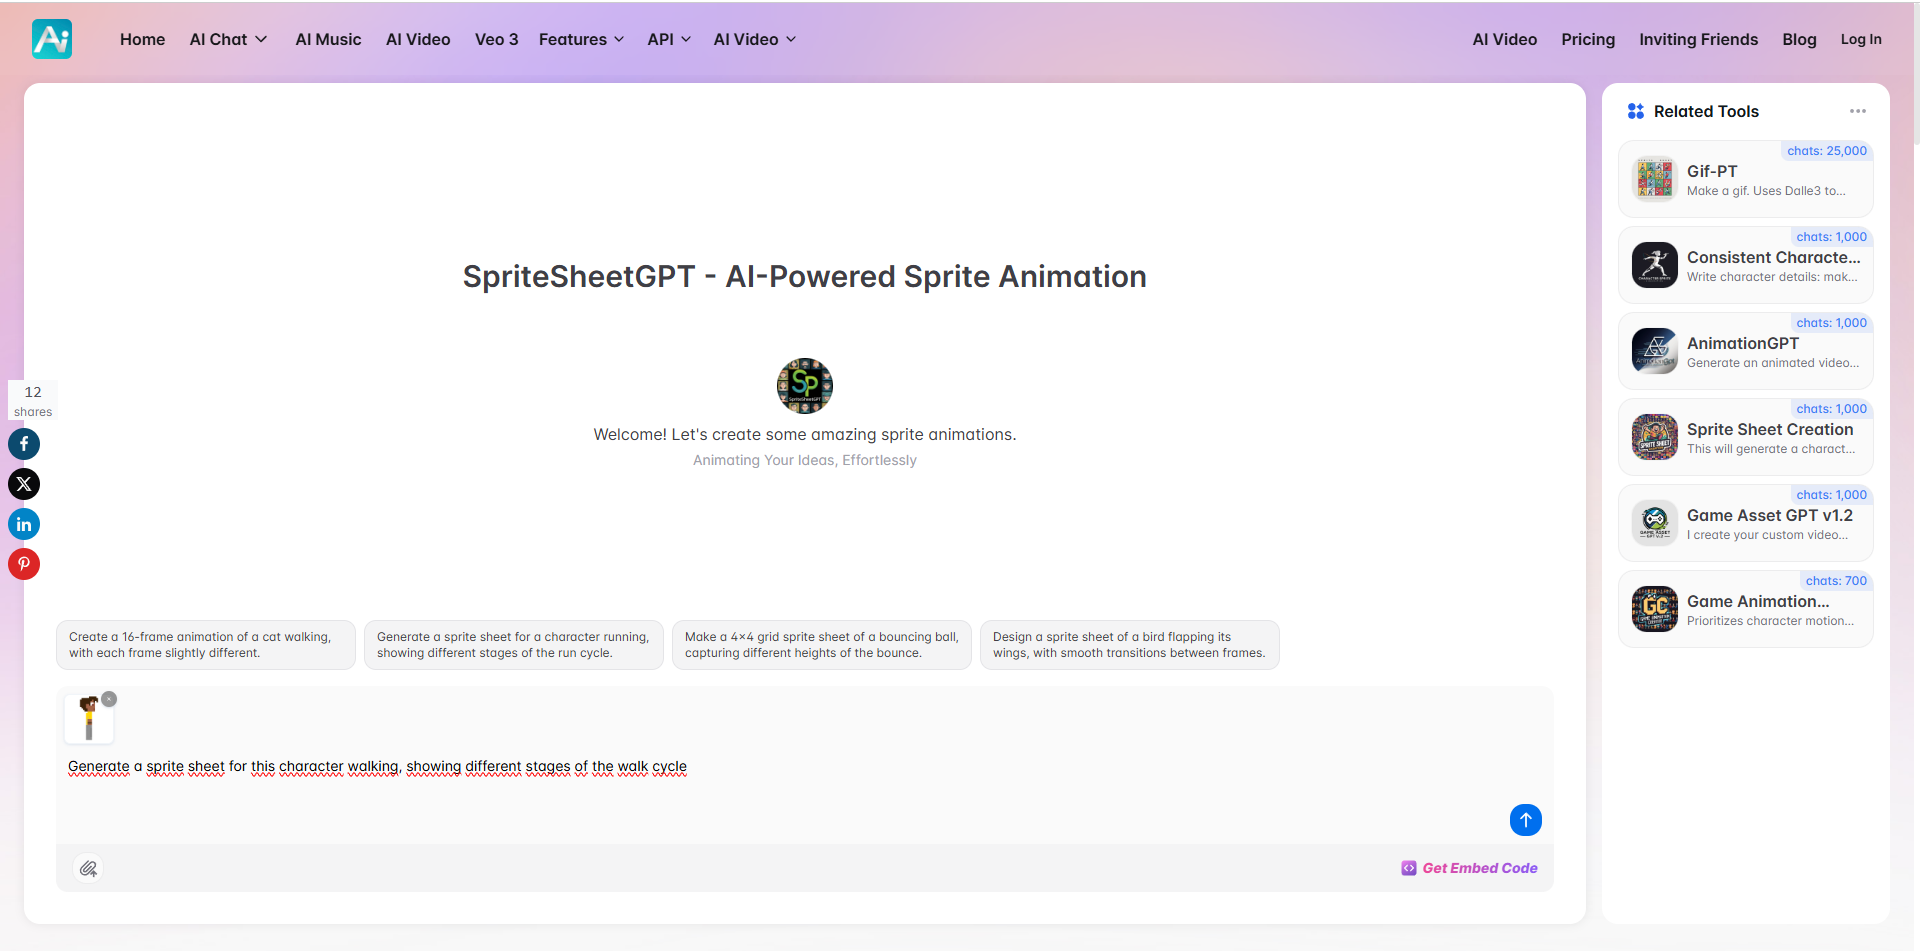 Ai
Home
AI Chat
AI Music
AI Video
Veo 3
Features
API
AI Video
AI Video
Pricing
Inviting Friends
Blog
Log In
SpriteSheetGPT - AI-Powered Sprite Animation
Sp
SpriteSheetGPT
Welcome! Let's create some amazing sprite animations.
Animating Your Ideas, Effortlessly
12
shares
Create a 16-frame animation of a cat walking,
with each frame slightly different.
Generate a sprite sheet for a character running,
showing different stages of the run cycle.
Make a 4×4 grid sprite sheet of a bouncing ball,
capturing different heights of the bounce.
Design a sprite sheet of a bird flapping its
wings, with smooth transitions between frames.
Generate a sprite sheet for this character walking, showing different stages of the walk cycle
Get Embed Code
Related Tools
chats: 25,000
Gif-PT
Make a gif. Uses Dalle3 to...
chats: 1,000
Consistent Characte...
Write character details: mak...
chats: 1,000
AnimationGPT
Generate an animated video...
chats: 1,000
SPRITE SHEET
Sprite Sheet Creation
This will generate a charact...
chats: 1,000
GAME ASSET
Game Asset GPT v1.2
I create your custom video...
chats: 700
GC
Game Animation...
Prioritizes character motion...